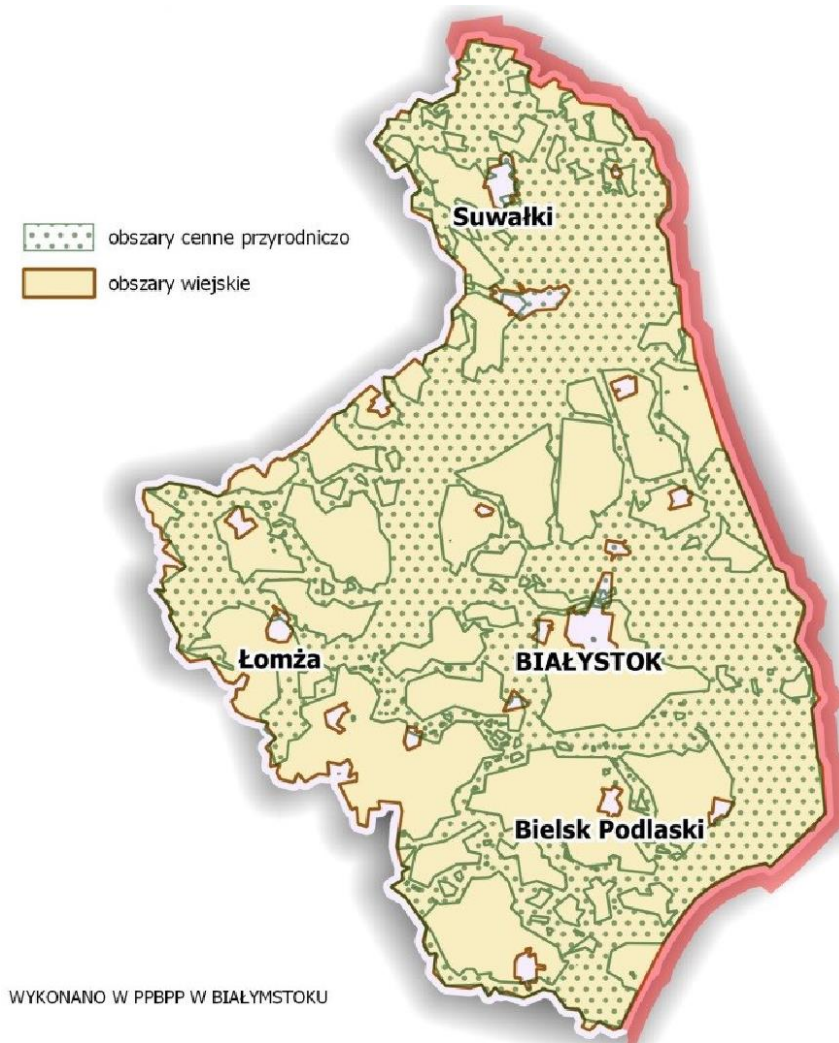 Suwałki
obszary cenne przyrodniczo
obszary wiejskie
Łomża
BIAŁYSTOK
Bielsk Podlaski
WYKONANO W PPBPP W BIAŁYMSTOKU